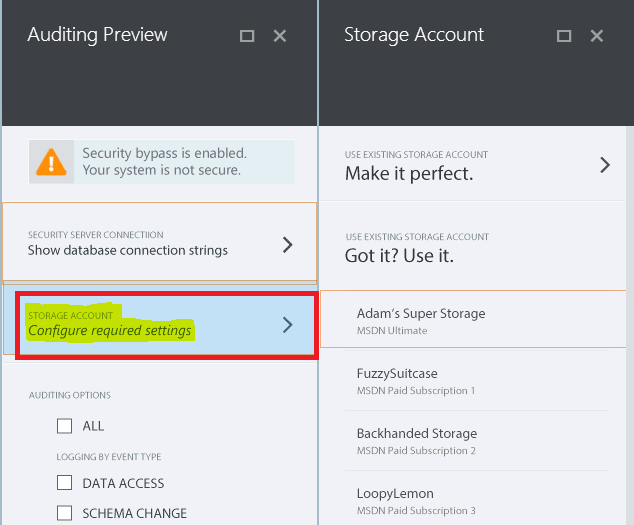 Auditing Preview
Security bypass is enabled.
Your system is not secure.
SECURITY SERVER CONNECTION
Show database connection strings
STORAGE ACCOUNT
Configure required settings
AUDITING OPTIONS
ALL
LOGGING BY EVENT TYPE
DATA ACCESS
SCHEMA CHANGE
Storage Account
USE EXISTING STORAGE ACCOUNT
Make it perfect.
USE EXISTING STORAGE ACCOUNT
Got it? Use it.
Adam's Super Storage
MSDN Ultimate
FuzzySuitcase
MSDN Paid Subscription 1
Backhanded Storage
MSDN Paid Subscription 2
LoopyLemon
MSDN Paid Subscription 3